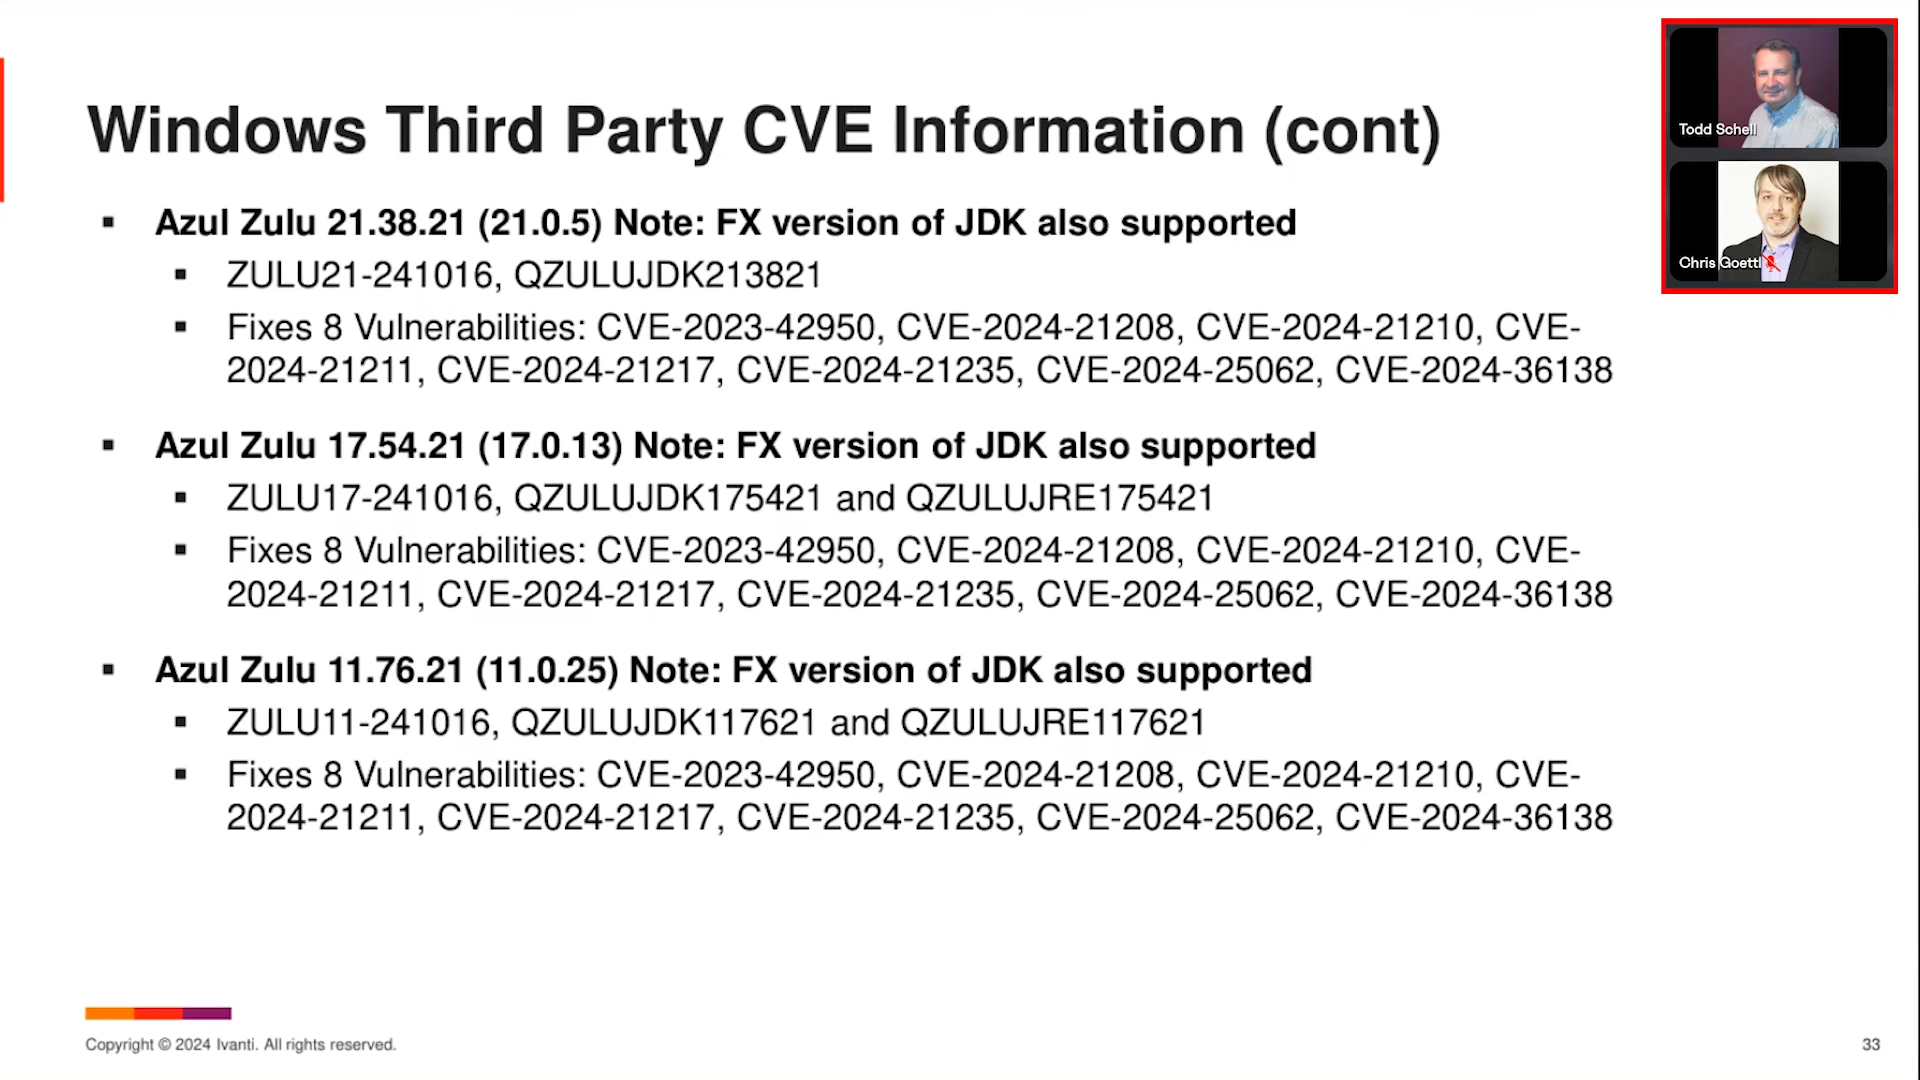 Windows Third Party CVE Information (cont)
Todd Schell
Chris Goettl
▪ Azul Zulu 21.38.21 (21.0.5) Note: FX version of JDK also supported
▪ ZULU21-241016, QZULUJDK213821
▪ Fixes 8 Vulnerabilities: CVE-2023-42950, CVE-2024-21208, CVE-2024-21210, CVE-
2024-21211, CVE-2024-21217, CVE-2024-21235, CVE-2024-25062, CVE-2024-36138
▪ Azul Zulu 17.54.21 (17.0.13) Note: FX version of JDK also supported
▪ ZULU17-241016, QZULUJDK175421 and QZULUJRE175421
▪ Fixes 8 Vulnerabilities: CVE-2023-42950, CVE-2024-21208, CVE-2024-21210, CVE-
2024-21211, CVE-2024-21217, CVE-2024-21235, CVE-2024-25062, CVE-2024-36138
▪ Azul Zulu 11.76.21 (11.0.25) Note: FX version of JDK also supported
▪ ZULU11-241016, QZULUJDK117621 and QZULUJRE117621
▪ Fixes 8 Vulnerabilities: CVE-2023-42950, CVE-2024-21208, CVE-2024-21210, CVE-
2024-21211, CVE-2024-21217, CVE-2024-21235, CVE-2024-25062, CVE-2024-36138
Copyright © 2024 Ivanti. All rights reserved.
33